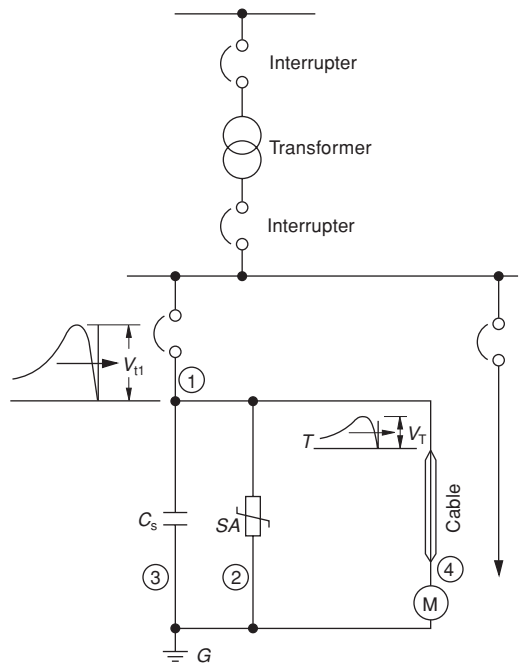 Interrupter
Transformer
Interrupter
Vt1
1
T
VT
Cs
SA
Cable
3
2
4
M
G